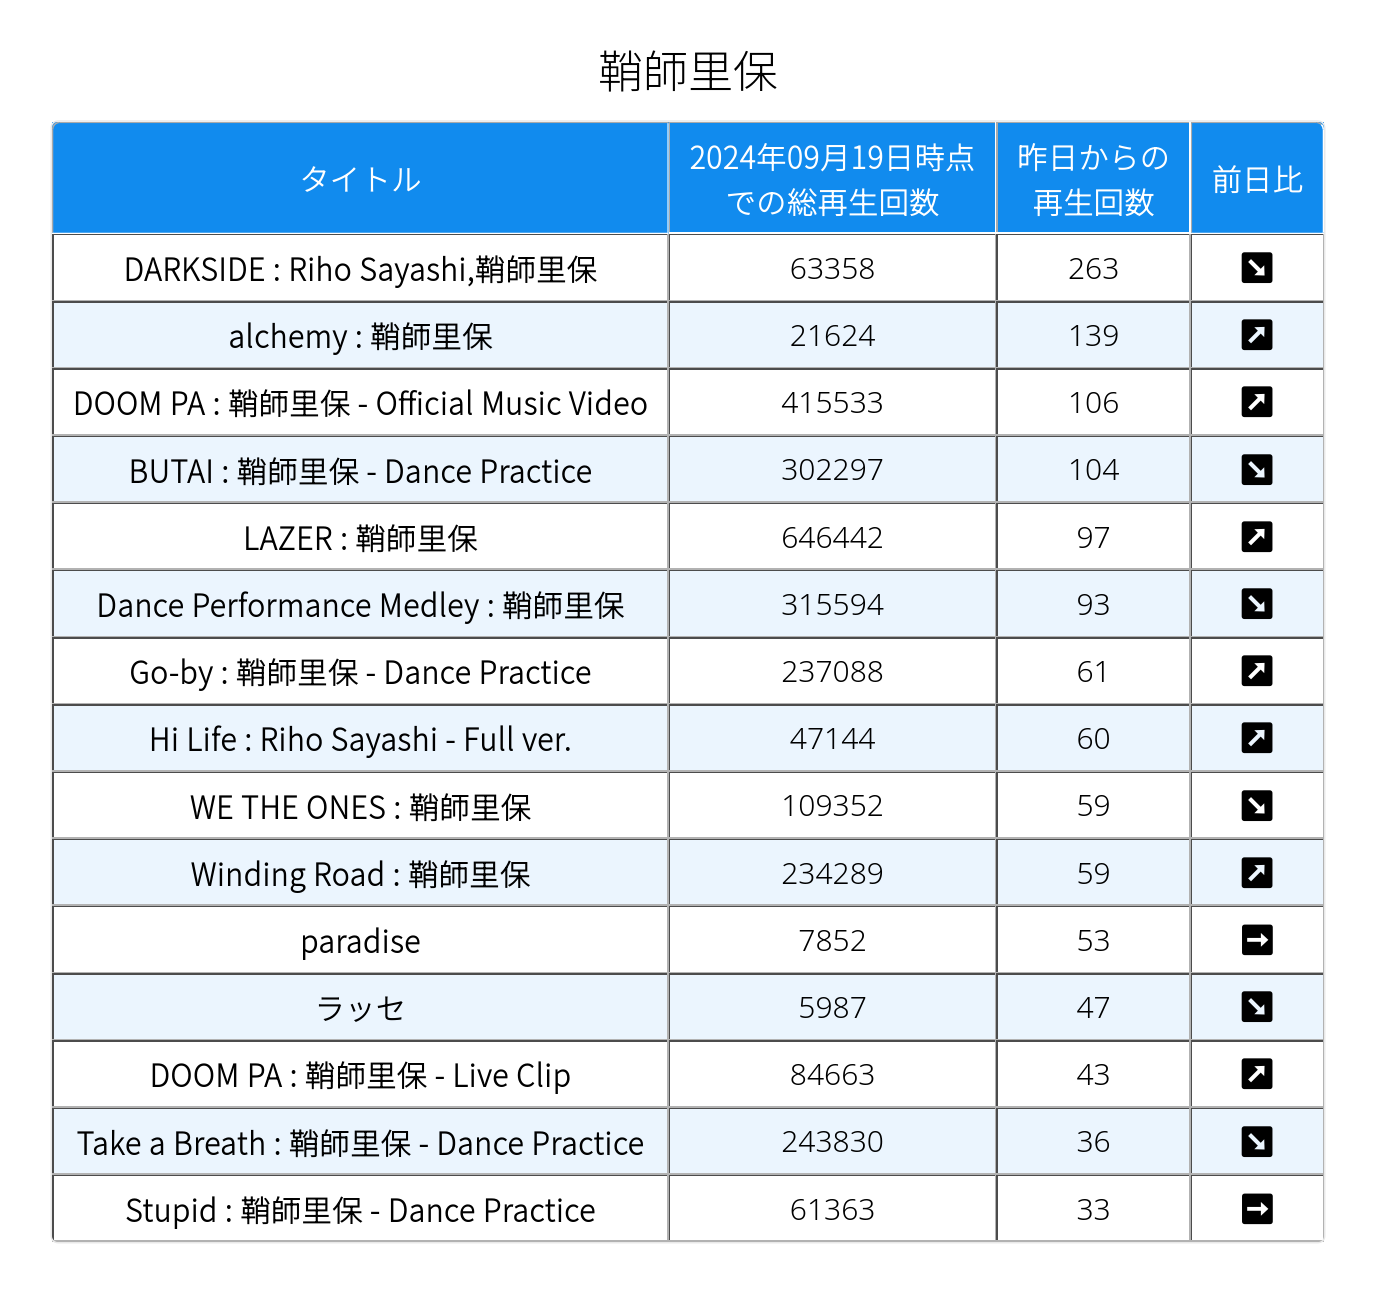 鞘師里保
タイトル 2024年09月19日時点での総再生回数 昨日からの再生回数 前日比
DARKSIDE : Riho Sayashi,鞘師里保 63358 263 ↘
alchemy : 鞘師里保 21624 139 ↗
DOOM PA : 鞘師里保 - Official Music Video 415533 106 ↗
BUTAI : 鞘師里保 - Dance Practice 302297 104 ↘
LAZER : 鞘師里保 646442 97 ↗
Dance Performance Medley : 鞘師里保 315594 93 ↘
Go-by : 鞘師里保 - Dance Practice 237088 61 ↗
Hi Life : Riho Sayashi - Full ver. 47144 60 ↗
WE THE ONES : 鞘師里保 109352 59 ↘
Winding Road : 鞘師里保 234289 59 ↗
paradise 7852 53 →
ラッセ 5987 47 ↘
DOOM PA : 鞘師里保 - Live Clip 84663 43 ↗
Take a Breath : 鞘師里保 - Dance Practice 243830 36 ↘
Stupid : 鞘師里保 - Dance Practice 61363 33 →